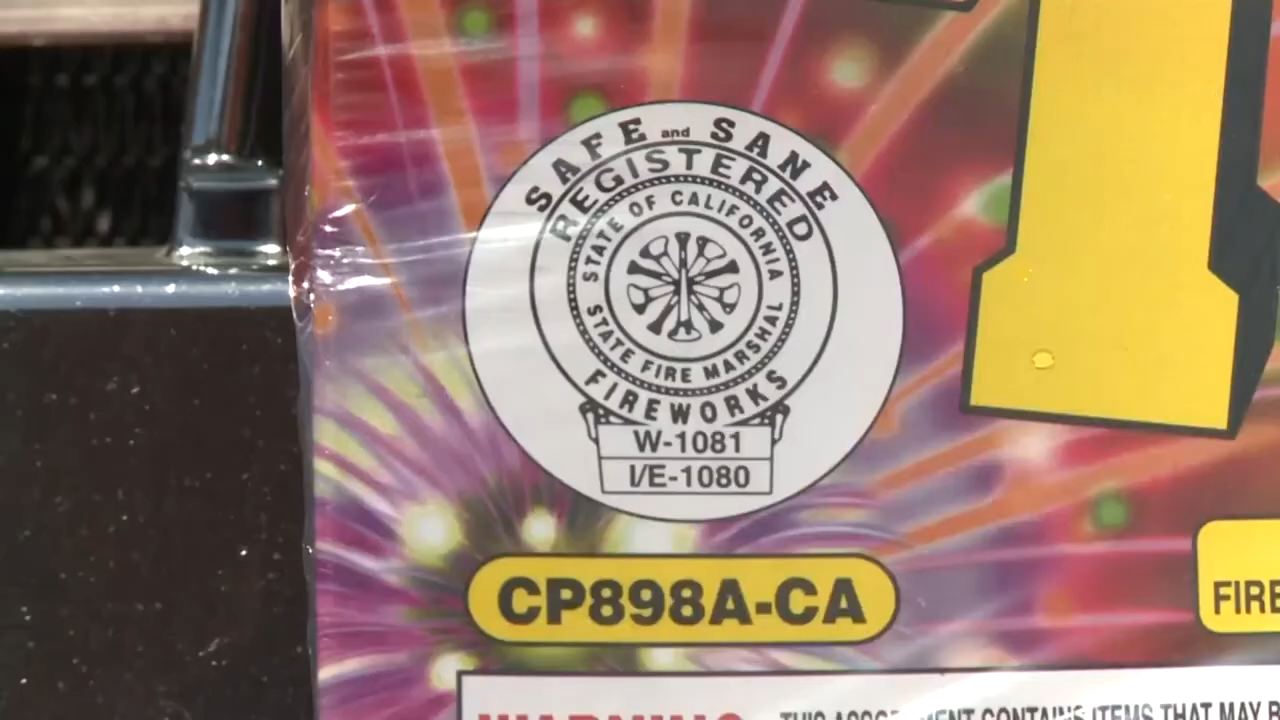 SAFE and SANE
REGISTERED
STATE OF CALIFORNIA
STATE FIRE MARSHAL
FIREWORKS
W-1081
I/E-1080
CP898A-CA
FIRE
WARNING THIS ASSORTMENT CONTAINS ITEMS THAT MAY